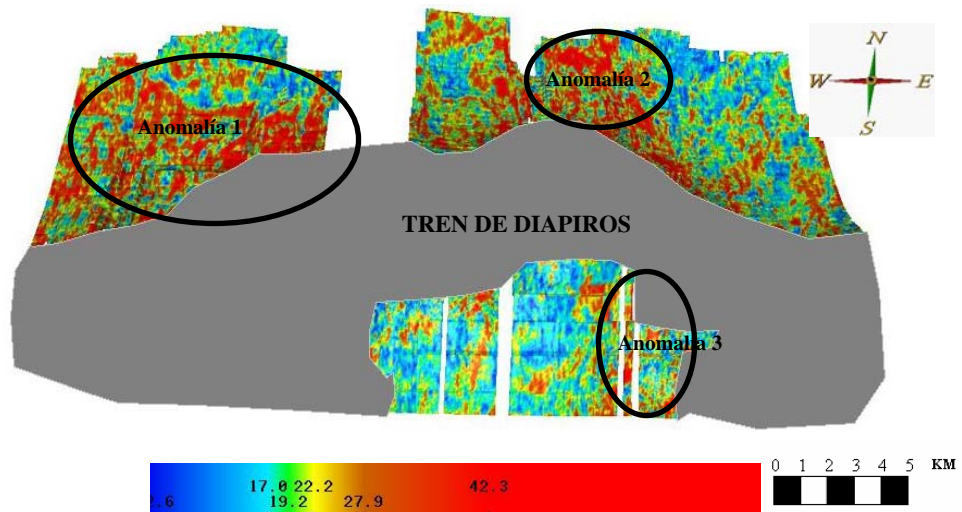 Anomalía 1
Anomalía 2
N
W E
S
TREN DE DIAPIROS
Anomalía 3
17.0 22.2 42.3
19.2 27.9
0 1 2 3 4 5 KM